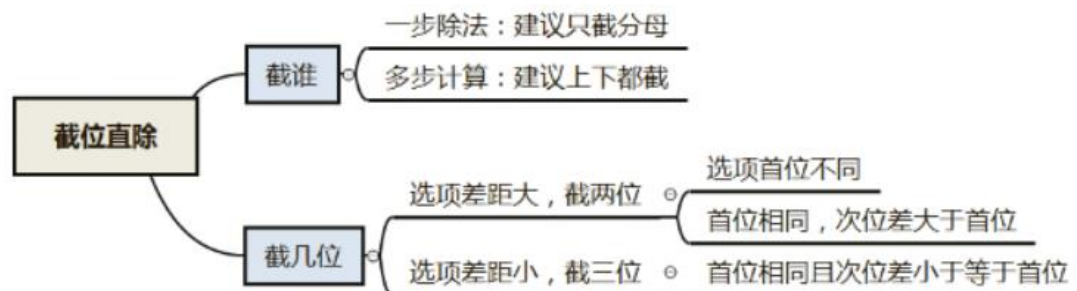 一步除法：建议只截分母
截谁
多步计算：建议上下都截
截位直除
选项首位不同
选项差距大，截两位
首位相同，次位差大于首位
截几位
选项差距小，截三位
首位相同且次位差小于等于首位